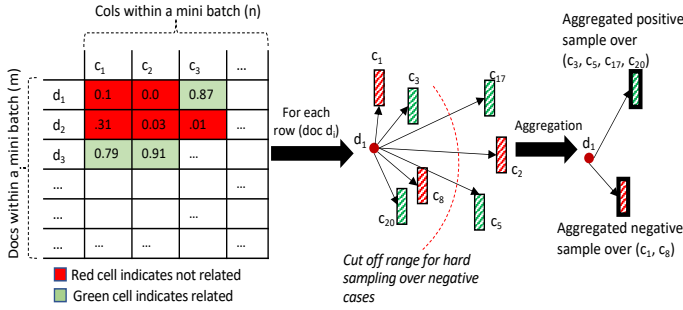 Cols within a mini batch (n)
Docs within a mini batch (m)
c1 c2 c3 ...
d1 0.1 0.0 0.87
d2 .31 0.03 .01 ...
d3 0.79 0.91 ...
... ...
... ...
... ... ...
Red cell indicates not related
Green cell indicates related
For each
row (doc di)
c1
c3
c17
d1
c2
c8
c20
c5
Cut off range for hard
sampling over negative
cases
Aggregation
Aggregated positive
sample over
(c3, c5, c17, c20)
d1
Aggregated negative
sample over (c1, c8)